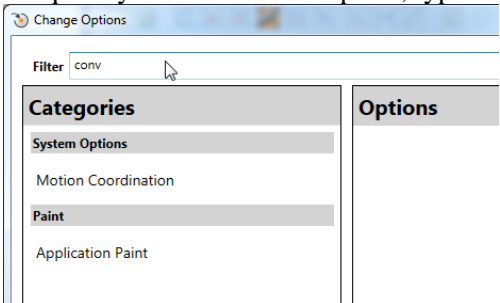 Change Options
Filter conv
Categories
Options
System Options
Motion Coordination
Paint
Application Paint